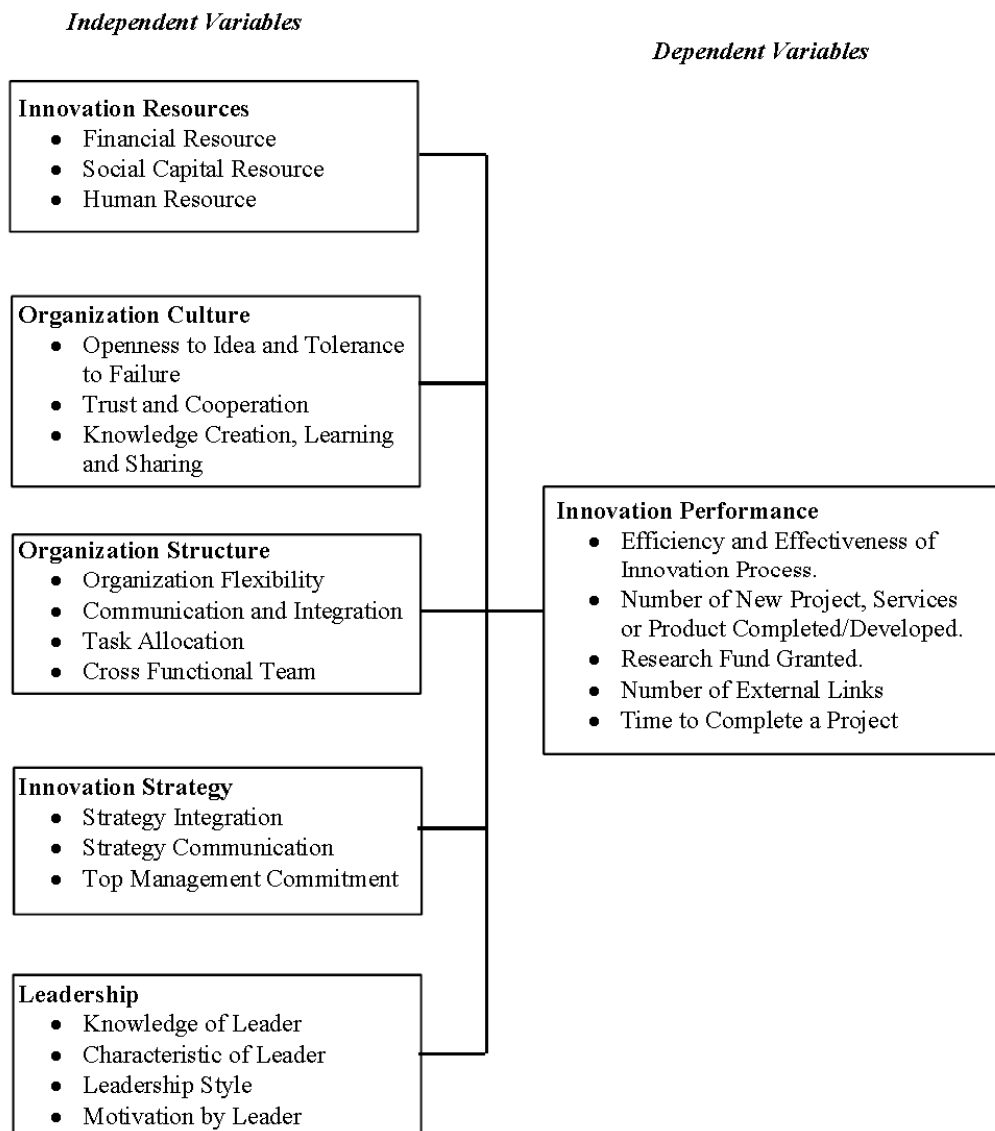 Independent Variables
Dependent Variables
Innovation Resources
● Financial Resource
● Social Capital Resource
● Human Resource
Organization Culture
● Openness to Idea and Tolerance
to Failure
● Trust and Cooperation
● Knowledge Creation, Learning
and Sharing
Organization Structure
● Organization Flexibility
● Communication and Integration
● Task Allocation
● Cross Functional Team
Innovation Strategy
● Strategy Integration
● Strategy Communication
● Top Management Commitment
Leadership
● Knowledge of Leader
● Characteristic of Leader
● Leadership Style
● Motivation by Leader
Innovation Performance
● Efficiency and Effectiveness of
Innovation Process.
● Number of New Project, Services
or Product Completed/Developed.
● Research Fund Granted.
● Number of External Links
● Time to Complete a Project